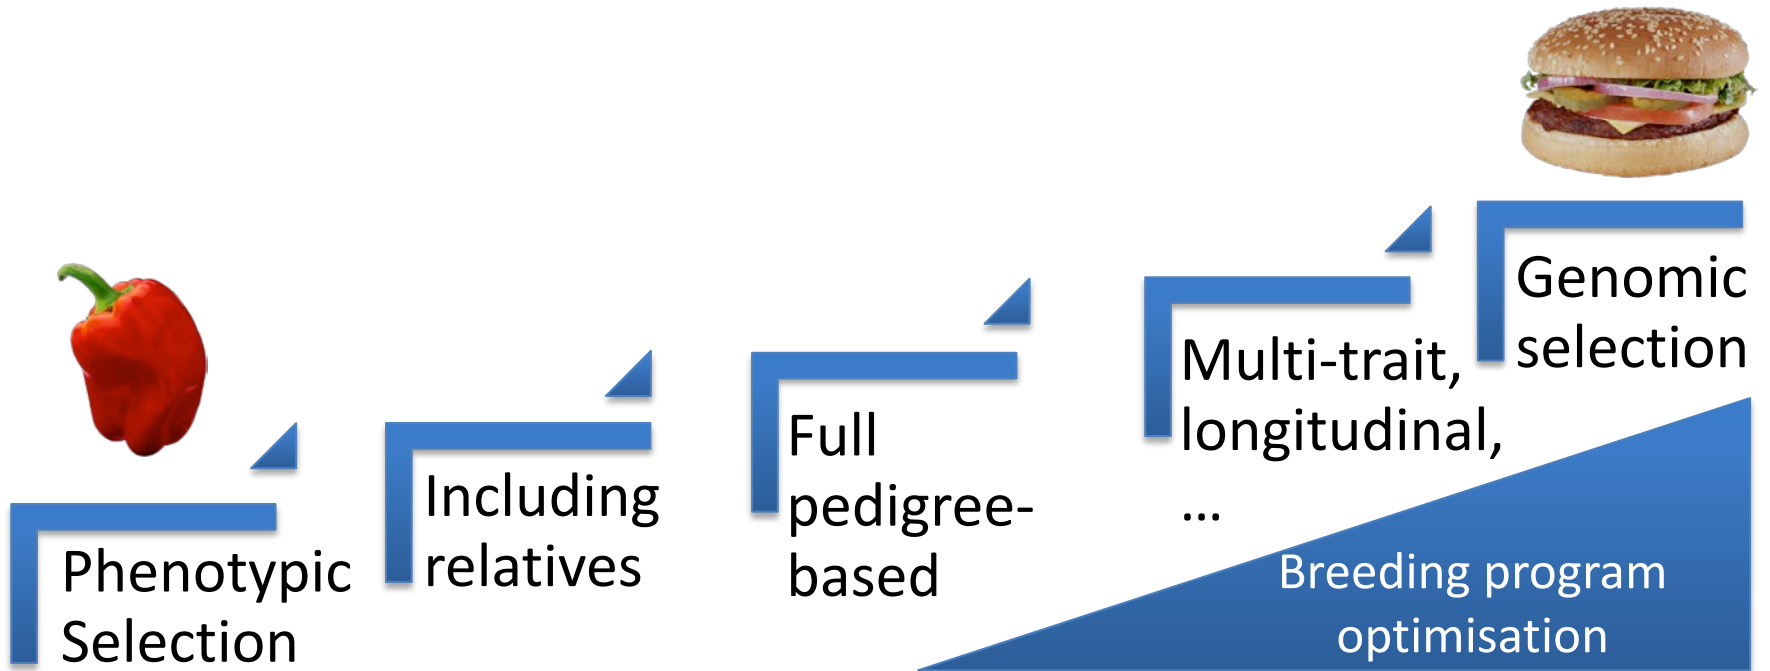 Phenotypic
Selection
Including
relatives
Full
pedigree-
based
Multi-trait,
longitudinal,
...
Genomic
selection
Breeding program
optimisation